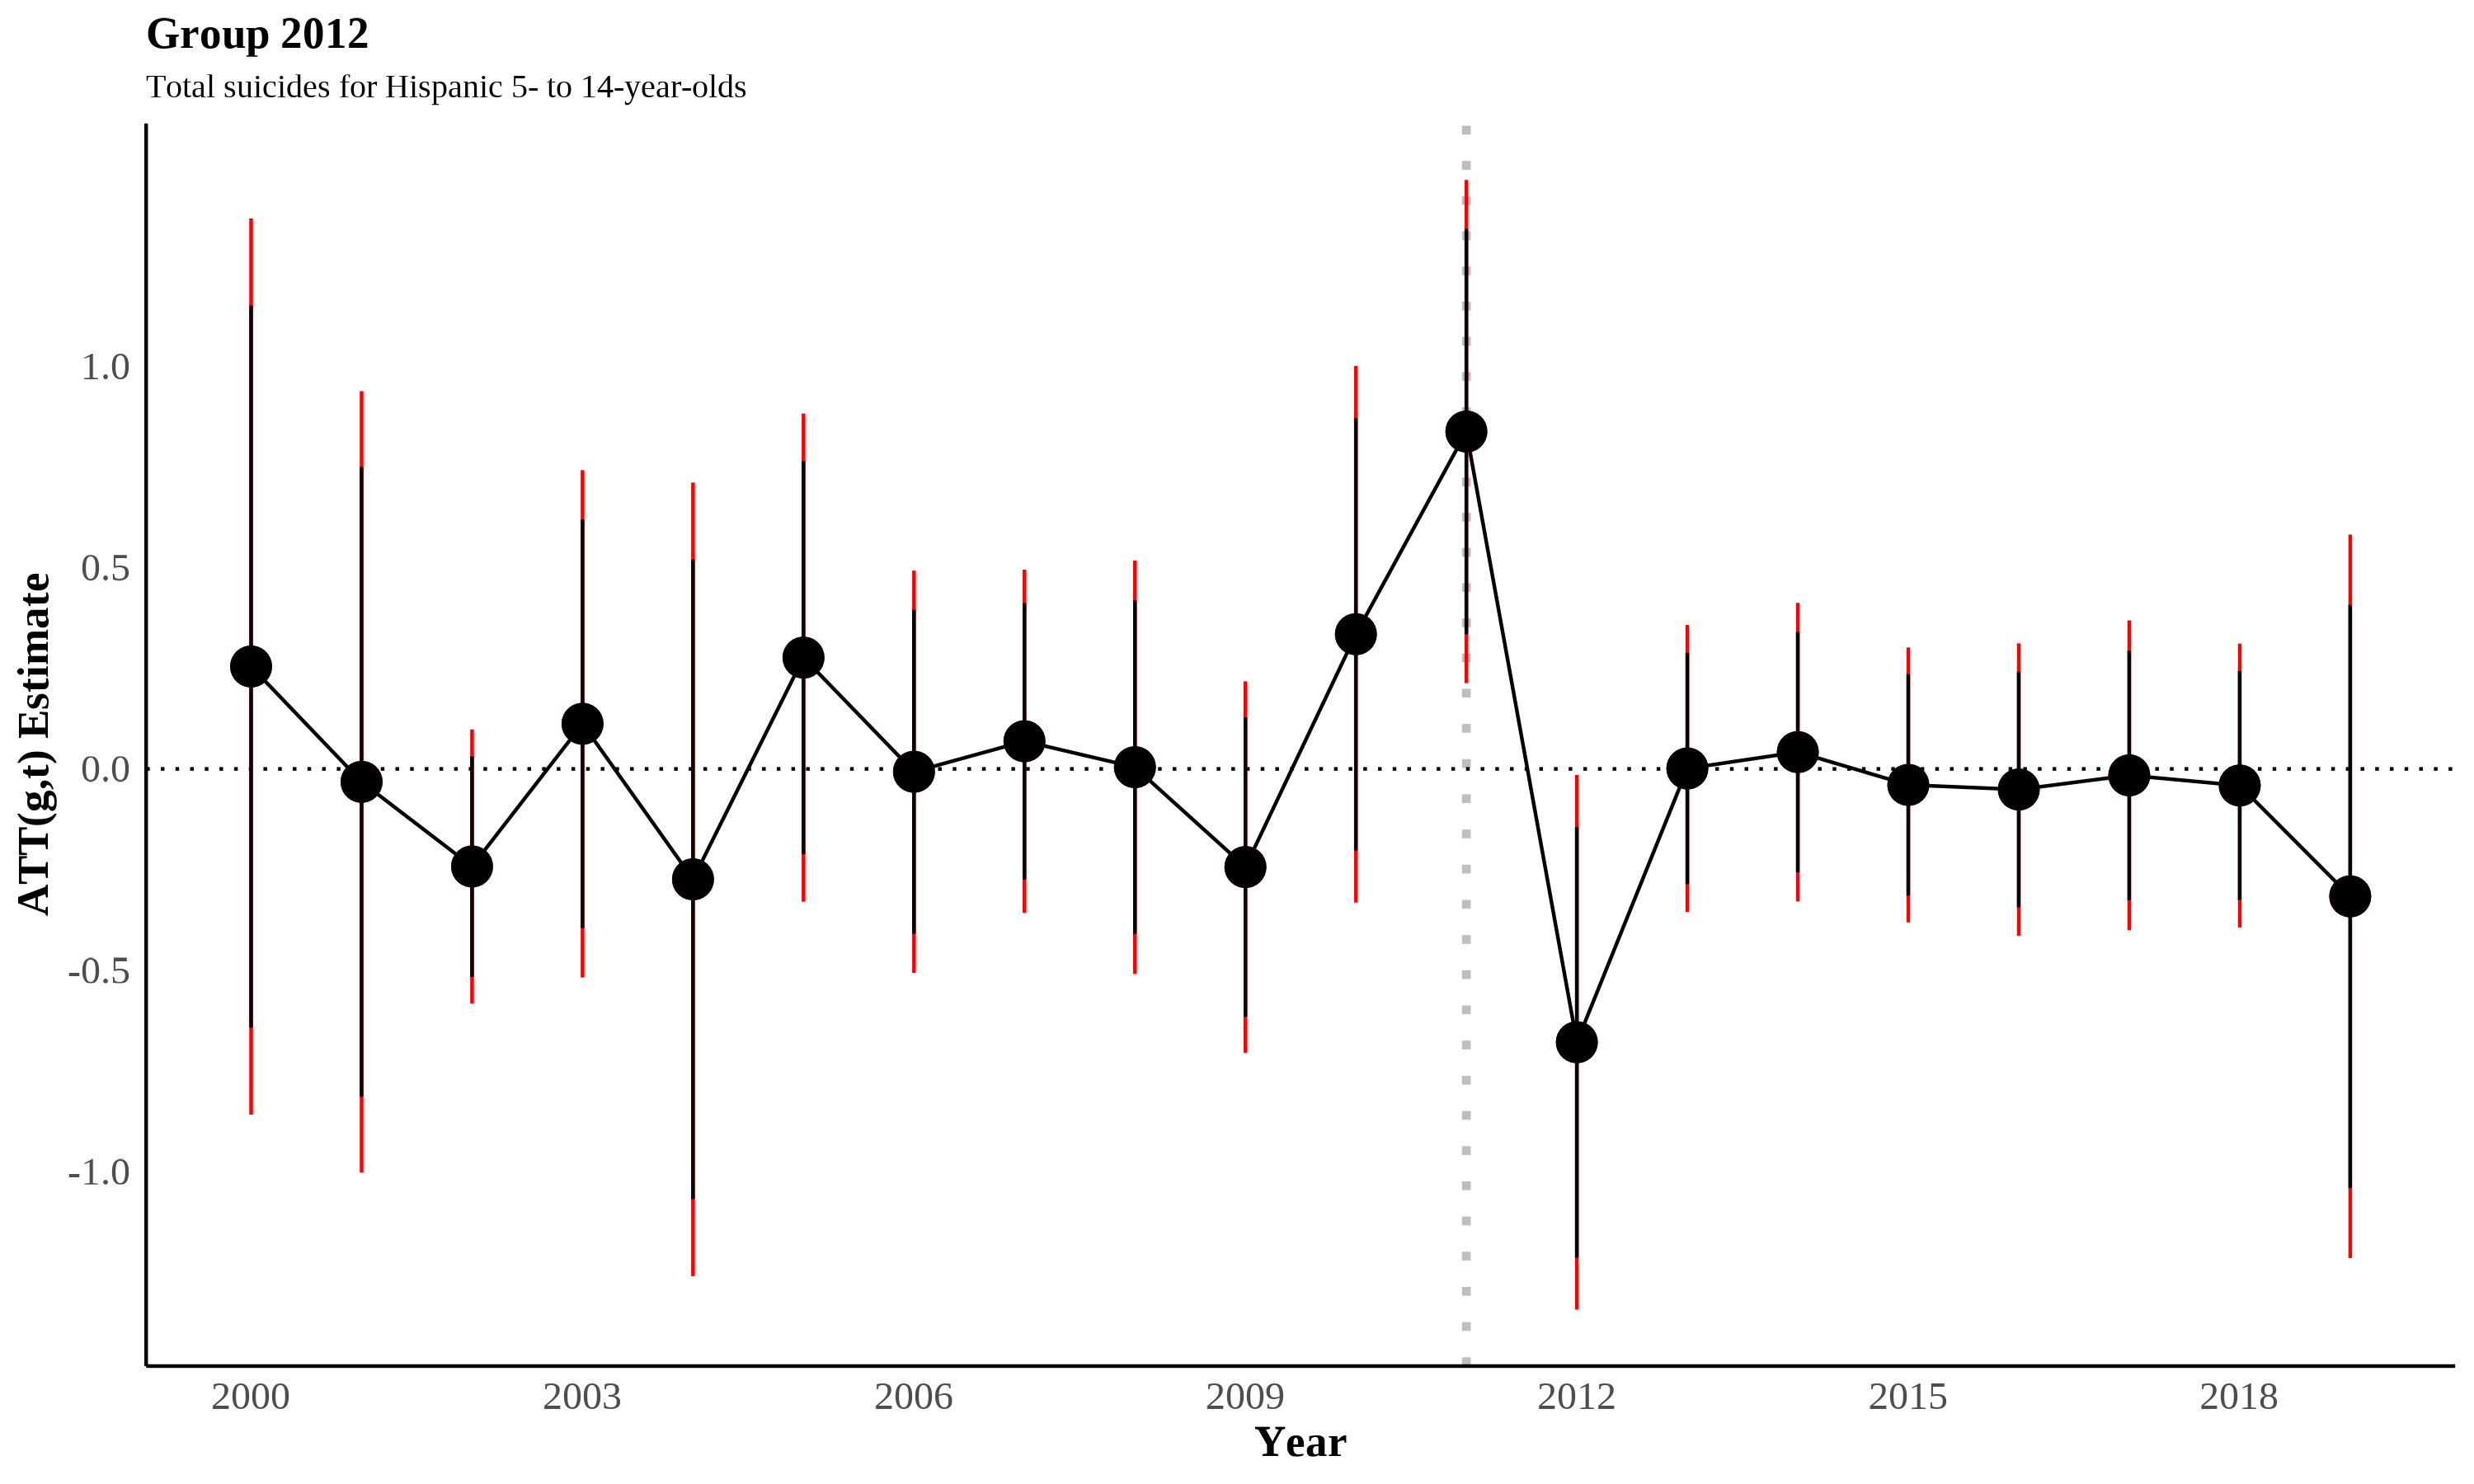 Group 2012
Total suicides for Hispanic 5- to 14-year-olds
ATT(g,t) Estimate
1.0
0.5
0.0
-0.5
-1.0
2000 2003 2006 2009 2012 2015 2018
Year